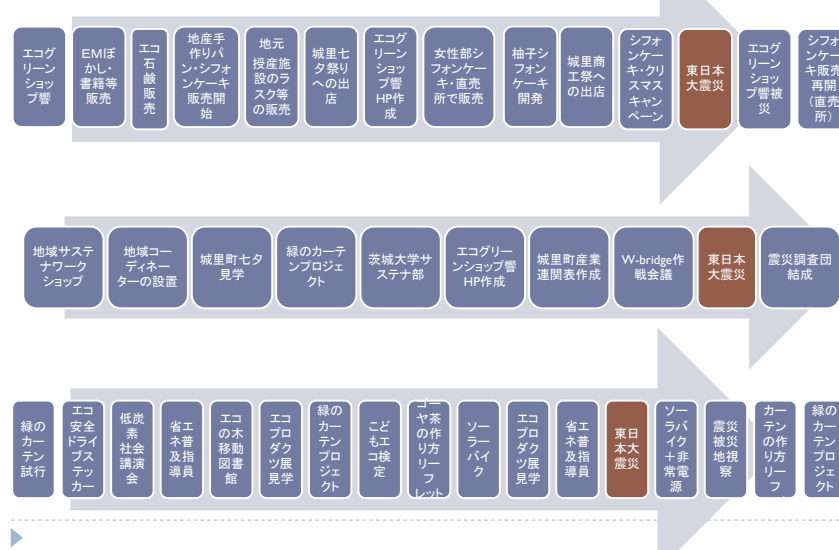 エコグ
リーン
ショッ
プ響
EMぼ
かし・
書籍等
販売
エコ
石
鹸販
売
地産手
作りパ
ン・シフォ
ンケーキ
販売開
始
地元
授産施
設のラ
スク等
の販売
城里七
夕祭り
への出
店
エコグ
リーン
ショッ
プ響
HP作
成
女性部シ
フォンケー
キ・直売
所で販売
柚子シ
フォン
ケーキ
開発
城里商
工祭へ
の出店
シフォ
ンケー
キ・クリ
スマス
キャン
ペーン
東日本
大震災
エコグ
リーン
ショッ
プ響被
災
シフォ
ンケー
キ販売
再開
（直売
所）
地域サステ
ナワーク
ショップ
地域コー
ディネー
ターの設置
城里町七夕
見学
緑のカーテ
ンプロジェ
クト
茨城大学サ
ステナ部
エコグリー
ンショップ響
HP作成
城里町産業
連関表作成
W-bridge作
戦会議
東日本
大震災
震災調査団
結成
緑の
カー
テン
試行
エコ
安全
ドライ
ブス
テッ
カー
低炭
素
社会
講演
会
省エ
ネ普
及指
導員
エコ
の木
移動
図書
館
エコ
プロ
ダク
ツ展
見学
緑の
カー
テン
プロ
ジェ
クト
こど
もエ
コ検
定
ゴー
ヤ茶
の作
り方
リー
フ
レット
ソー
ラー
バイ
ク
エコ
プロ
ダク
ツ展
見学
省エ
ネ普
及指
導員
東日
本大
震災
ソー
ラバ
イク
＋非
常電
源
震災
被災
地視
察
カー
テン
の作
り方
リー
フ
緑の
カー
テン
プロ
ジェ
クト